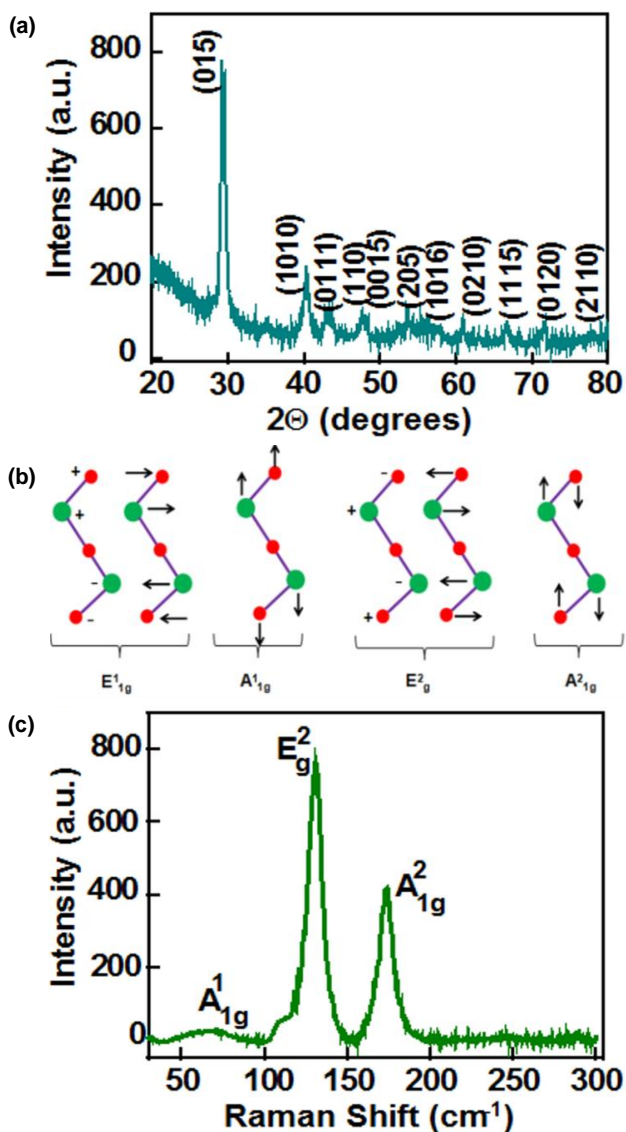 (a)
Intensity (a.u.)
800
600
400
200
0
(015)
(1010)
(0111)
(110)
(0015)
(205)
(1016)
(0210)
(1115)
(0120)
(2110)
20 30 40 50 60 70 80
2Θ (degrees)
(b)
+ -
+ +
- -
- +
E¹₁g A¹₁g E²g A²₁g
(c)
Intensity (a.u.)
800
600
400
200
0
E²g
A²₁g
A¹₁g
50 100 150 200 250 300
Raman Shift (cm⁻¹)